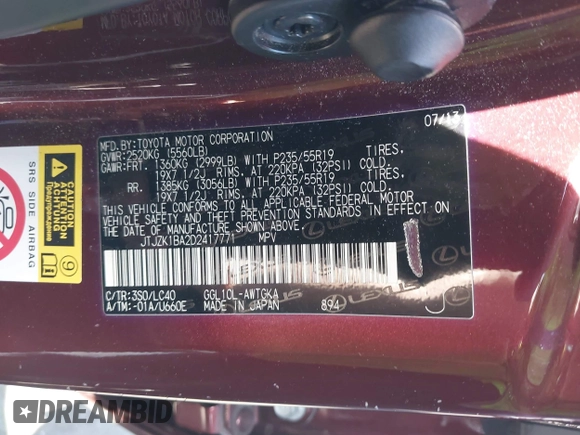 07/13
MFD.BY:TOYOTA MOTOR CORPORATION
GVWR:2520KG (5560LB)
GAWR:FRT 1360KG (2999LB) WITH P235/55R19 TIRES.
19X7 1/2J RIMS. AT 220KPA (32PSI) COLD.
RR. 1385KG (3056LB) WITH P235/55R19 TIRES.
19X7 1/2J RIMS. AT 220KPA (32PSI) COLD.
THIS VEHICLE CONFORMS TO ALL APPLICABLE FEDERAL MOTOR
VEHICLE SAFETY AND THEFT PREVENTION STANDARDS IN EFFECT ON
THE DATE OF MANUFACTURE SHOWN ABOVE.
JTJZK1BA2D2417771 MPV
C/TR:3S0/LC40 GGL10L-AWTGKA
A/TM:-01A/U660E MADE IN JAPAN 894
J
LEXUS
SRS SIDE AIRBAG
9
DREAMBID